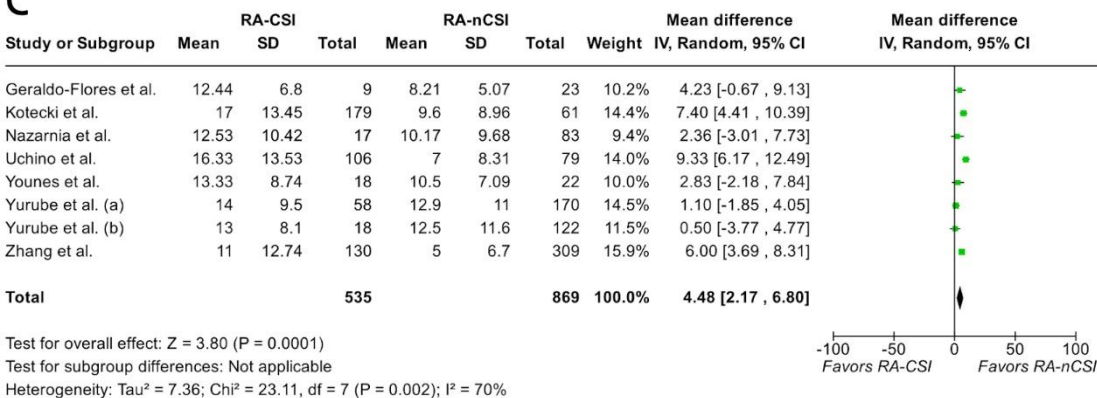 C
RA-CSI RA-nCSI Mean difference Mean difference
Study or Subgroup Mean SD Total Mean SD Total Weight IV, Random, 95% CI IV, Random, 95% CI
Geraldo-Flores et al. 12.44 6.8 9 8.21 5.07 23 10.2% 4.23 [-0.67 , 9.13]
Kotecki et al. 17 13.45 179 9.6 8.96 61 14.4% 7.40 [4.41 , 10.39]
Nazarnia et al. 12.53 10.42 17 10.17 9.68 83 9.4% 2.36 [-3.01 , 7.73]
Uchino et al. 16.33 13.53 106 7 8.31 79 14.0% 9.33 [6.17 , 12.49]
Younes et al. 13.33 8.74 18 10.5 7.09 22 10.0% 2.83 [-2.18 , 7.84]
Yurube et al. (a) 14 9.5 58 12.9 11 170 14.5% 1.10 [-1.85 , 4.05]
Yurube et al. (b) 13 8.1 18 12.5 11.6 122 11.5% 0.50 [-3.77 , 4.77]
Zhang et al. 11 12.74 130 5 6.7 309 15.9% 6.00 [3.69 , 8.31]
Total 535 869 100.0% 4.48 [2.17 , 6.80]
Test for overall effect: Z = 3.80 (P = 0.0001)
Test for subgroup differences: Not applicable
Heterogeneity: Tau² = 7.36; Chi² = 23.11, df = 7 (P = 0.002); I² = 70%
-100 -50 0 50 100
Favors RA-CSI Favors RA-nCSI